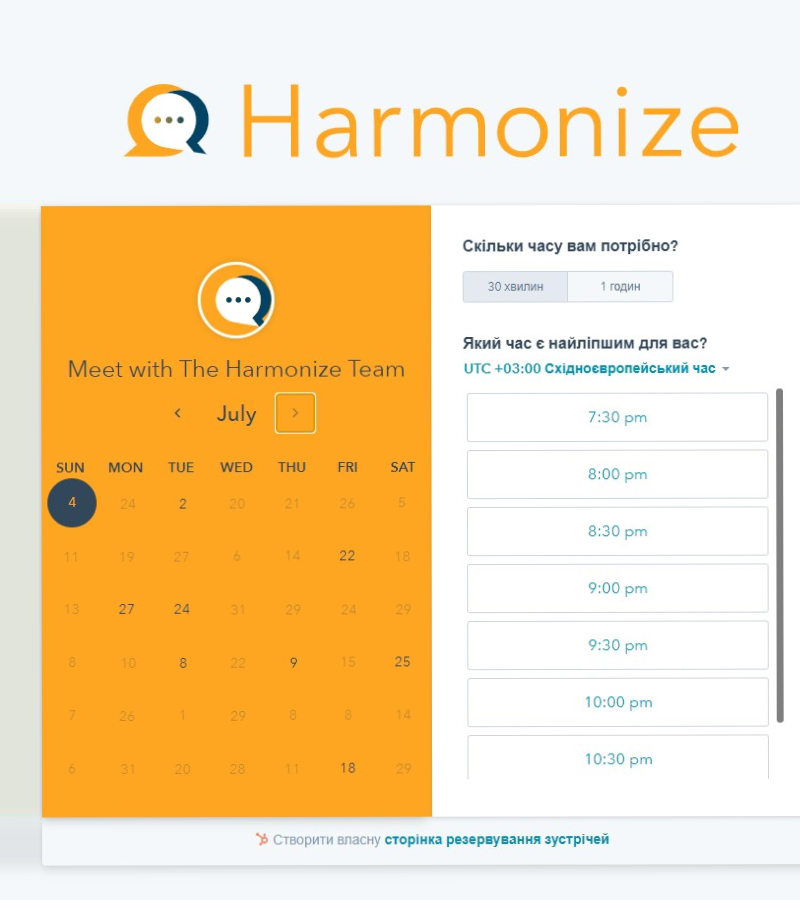 Harmonize
Meet with The Harmonize Team
July
SUN MON TUE WED THU FRI SAT
4 24 2 20 21 26 5
11 19 27 6 14 22 18
13 27 24 31 29 24 29
8 10 8 22 9 15 25
7 26 1 29 8 8 14
6 31 20 28 11 18 29
Скільки часу вам потрібно?
30 хвилин 1 годин
Який час є найліпшим для вас?
UTC +03:00 Східноєвропейський час
7:30 pm
8:00 pm
8:30 pm
9:00 pm
9:30 pm
10:00 pm
10:30 pm
Створити власну сторінка резервування зустрічей